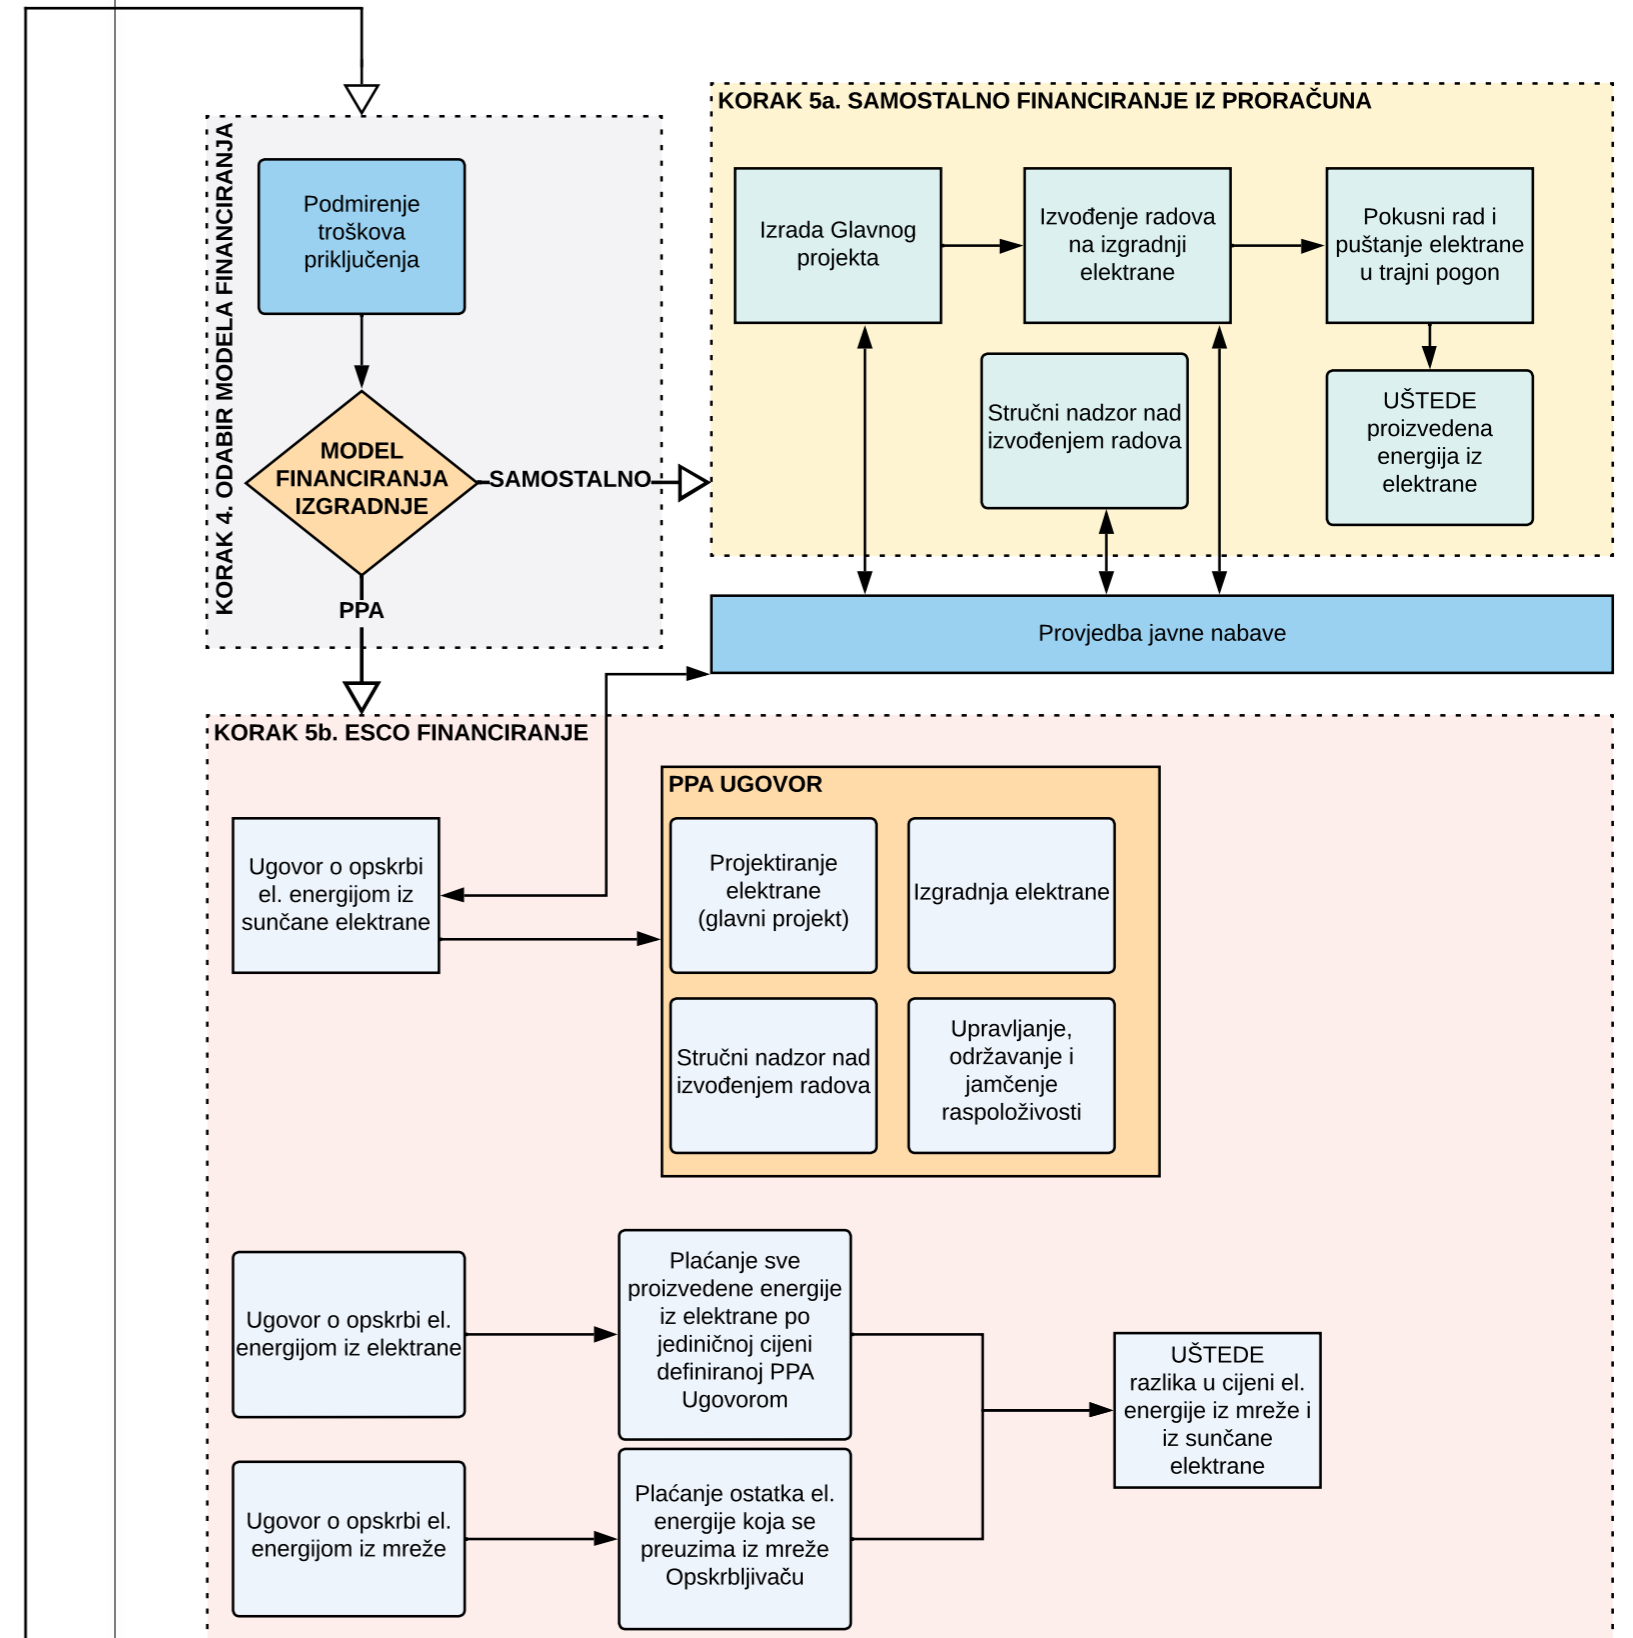 KORAK 4. ODABIR MODELA FINANCIRANJA
Podmirenje
troškova
priključenja
MODEL
FINANCIRANJA
IZGRADNJE
SAMOSTALNO
PPA
KORAK 5a. SAMOSTALNO FINANCIRANJE IZ PRORAČUNA
Izrada Glavnog
projekta
Izvođenje radova
na izgradnji
elektrane
Pokusni rad i
puštanje elektrane
u trajni pogon
Stručni nadzor nad
izvođenjem radova
UŠTEDE
proizvedena
energija iz
elektrane
Provjedba javne nabave
KORAK 5b. ESCO FINANCIRANJE
Ugovor o opskrbi
el. energijom iz
sunčane elektrane
PPA UGOVOR
Projektiranje
elektrane
(glavni projekt)
Izgradnja elektrane
Stručni nadzor nad
izvođenjem radova
Upravljanje,
održavanje i
jamčenje
raspoloživosti
Ugovor o opskrbi el.
energijom iz elektrane
Plaćanje sve
proizvedene energije
iz elektrane po
jediničnoj cijeni
definiranoj PPA
Ugovorom
UŠTEDE
razlika u cijeni el.
energije iz mreže i
iz sunčane
elektrane
Ugovor o opskrbi el.
energijom iz mreže
Plaćanje ostatka el.
energije koja se
preuzima iz mreže
Opskrbljivaču